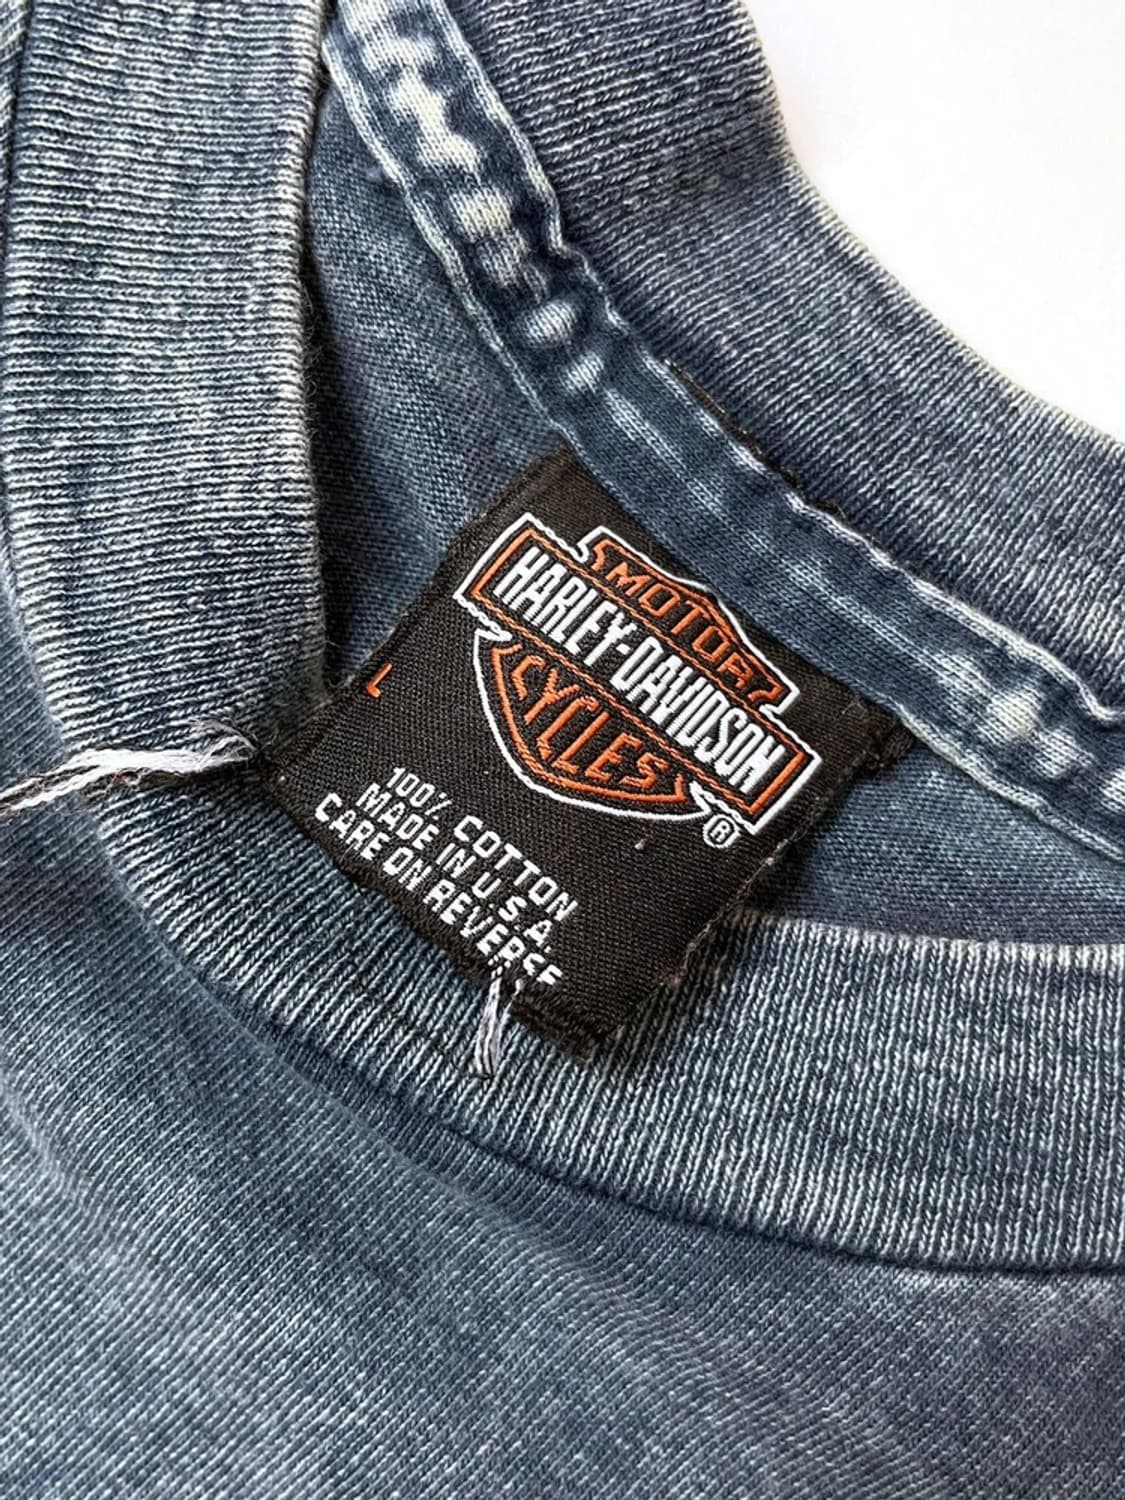 MOTOR
HARLEY-DAVIDSON
CYCLES
®
L
100% COTTON
MADE IN U.S.A.
CARE ON REVERSE